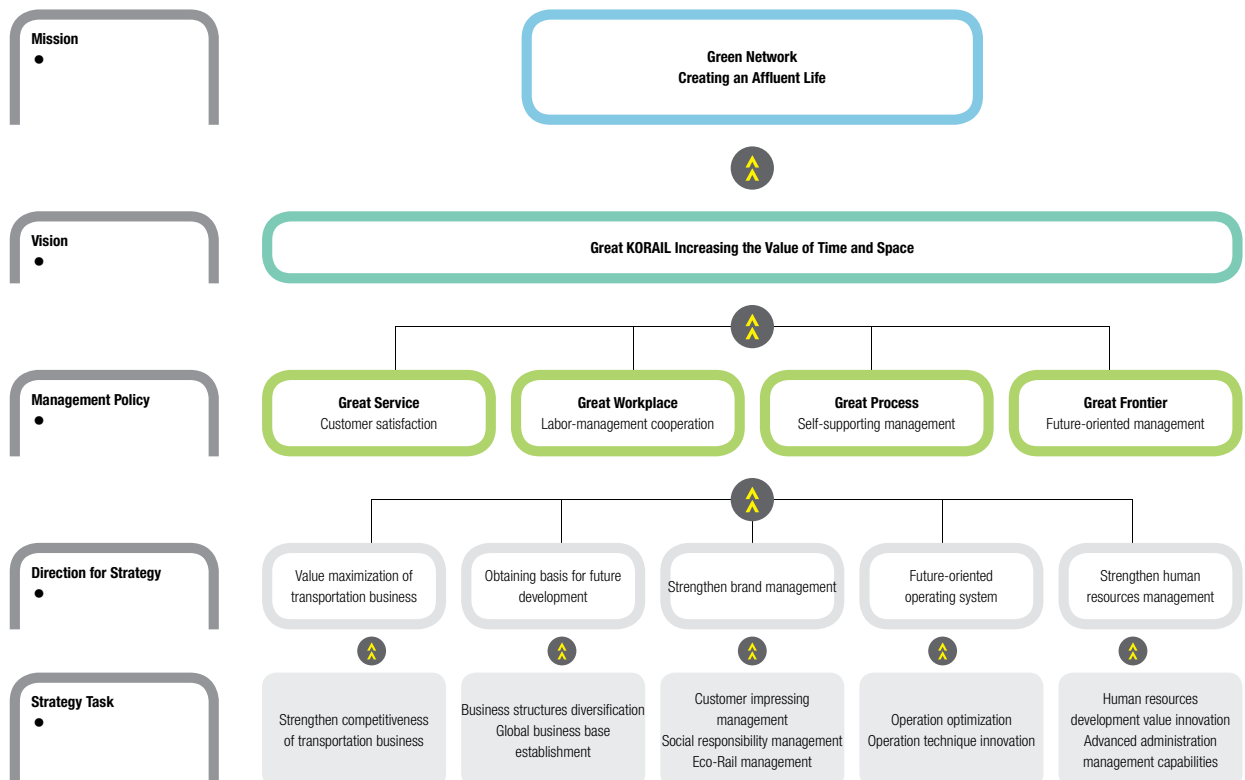 Mission
Green Network
Creating an Affluent Life
Vision
Great KORAIL Increasing the Value of Time and Space
Management Policy
Great Service
Customer satisfaction
Great Workplace
Labor-management cooperation
Great Process
Self-supporting management
Great Frontier
Future-oriented management
Direction for Strategy
Value maximization of
transportation business
Obtaining basis for future
development
Strengthen brand management
Future-oriented
operating system
Strengthen human
resources management
Strategy Task
Strengthen competitiveness
of transportation business
Business structures diversification
Global business base
establishment
Customer impressing
management
Social responsibility management
Eco-Rail management
Operation optimization
Operation technique innovation
Human resources
development value innovation
Advanced administration
management capabilities